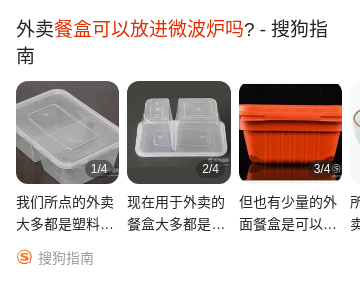 外卖餐盒可以放进微波炉吗? - 搜狗指
南
1/4
2/4
3/4
我们所点的外卖
大多都是塑料…
现在用于外卖的
餐盒大多都是…
但也有少量的外
面餐盒是可以…
所
卖
搜狗指南